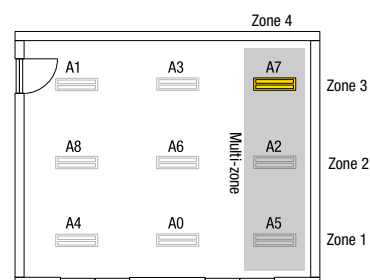 Zone 4
A1 A3 A7 Zone 3
A8 A6 A2 Zone 2
Multi-zone
A4 A0 A5 Zone 1